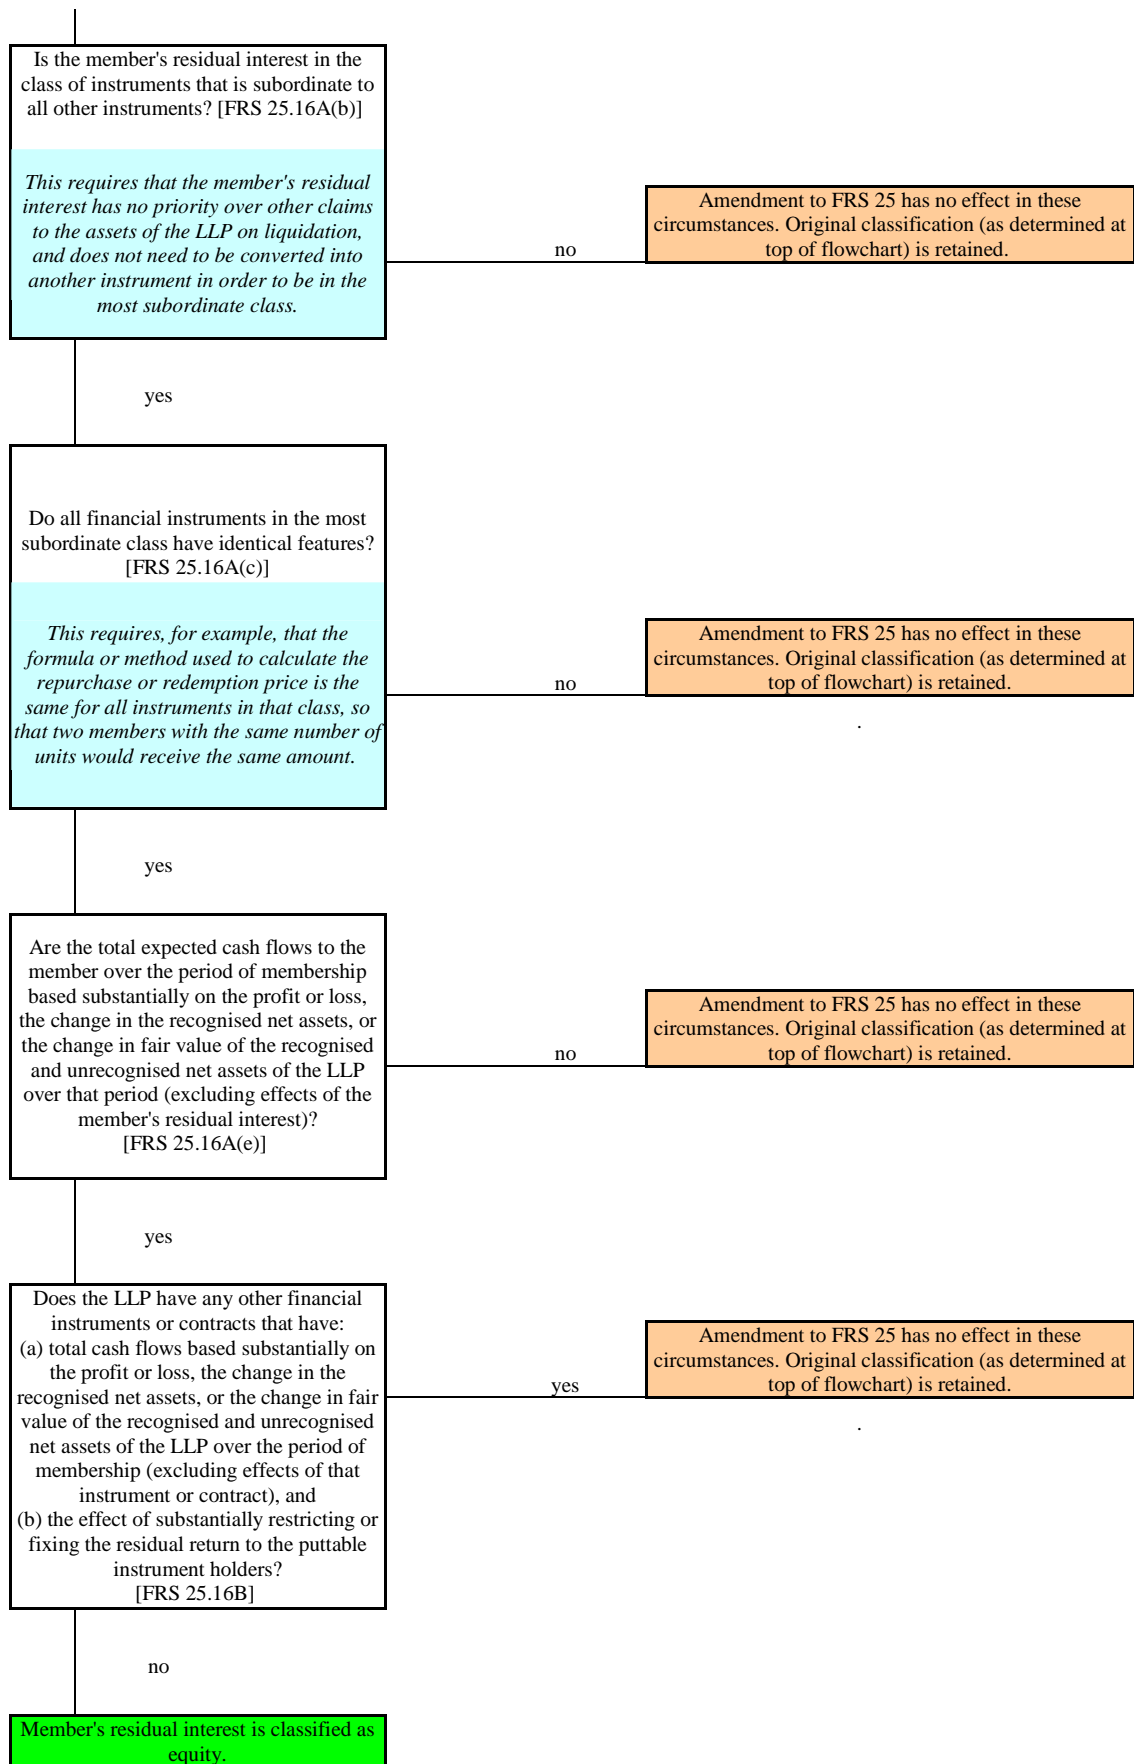 Is the member's residual interest in the
class of instruments that is subordinate to
all other instruments? [FRS 25.16A(b)]
This requires that the member's residual
interest has no priority over other claims
to the assets of the LLP on liquidation,
and does not need to be converted into
another instrument in order to be in the
most subordinate class.
no
Amendment to FRS 25 has no effect in these
circumstances. Original classification (as determined at
top of flowchart) is retained.
yes
Do all financial instruments in the most
subordinate class have identical features?
[FRS 25.16A(c)]
This requires, for example, that the
formula or method used to calculate the
repurchase or redemption price is the
same for all instruments in that class, so
that two members with the same number of
units would receive the same amount.
no
Amendment to FRS 25 has no effect in these
circumstances. Original classification (as determined at
top of flowchart) is retained.
.
yes
Are the total expected cash flows to the
member over the period of membership
based substantially on the profit or loss,
the change in the recognised net assets, or
the change in fair value of the recognised
and unrecognised net assets of the LLP
over that period (excluding effects of the
member's residual interest)?
[FRS 25.16A(e)]
no
Amendment to FRS 25 has no effect in these
circumstances. Original classification (as determined at
top of flowchart) is retained.
yes
Does the LLP have any other financial
instruments or contracts that have:
(a) total cash flows based substantially on
the profit or loss, the change in the
recognised net assets, or the change in fair
value of the recognised and unrecognised
net assets of the LLP over the period of
membership (excluding effects of that
instrument or contract), and
(b) the effect of substantially restricting or
fixing the residual return to the puttable
instrument holders?
[FRS 25.16B]
yes
Amendment to FRS 25 has no effect in these
circumstances. Original classification (as determined at
top of flowchart) is retained.
.
no
Member's residual interest is classified as
equity.